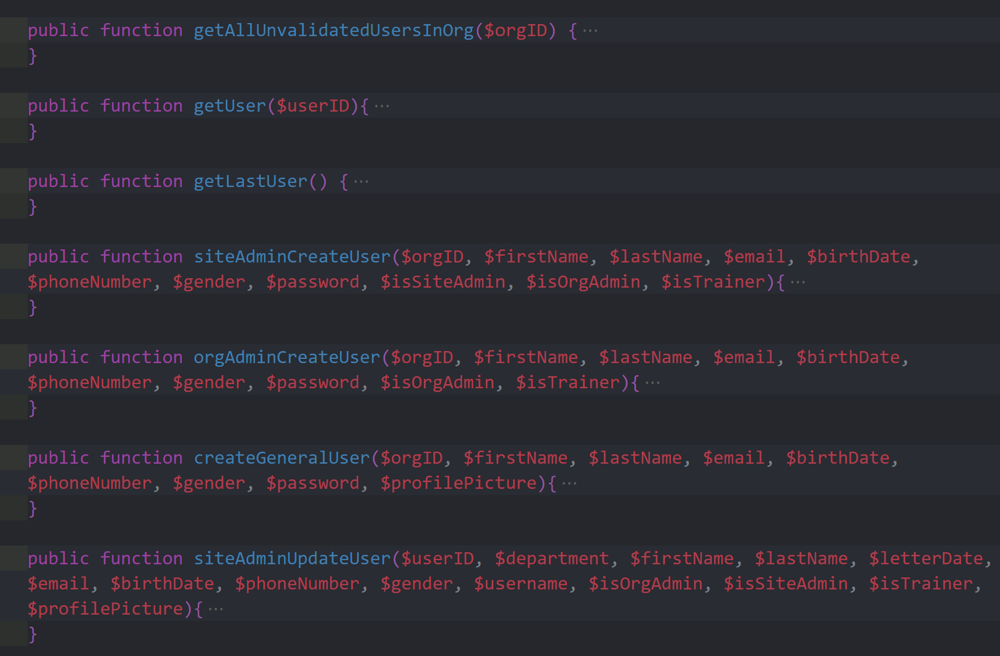 public function getAllUnvalidatedUsersInOrg($orgID) {···
}
public function getUser($userID){···
}
public function getLastUser() {···
}
public function siteAdminCreateUser($orgID, $firstName, $lastName, $email, $birthDate,
$phoneNumber, $gender, $password, $isSiteAdmin, $isOrgAdmin, $isTrainer){···
}
public function orgAdminCreateUser($orgID, $firstName, $lastName, $email, $birthDate,
$phoneNumber, $gender, $password, $isOrgAdmin, $isTrainer){···
}
public function createGeneralUser($orgID, $firstName, $lastName, $email, $birthDate,
$phoneNumber, $gender, $password, $profilePicture){···
}
public function siteAdminUpdateUser($userID, $department, $firstName, $lastName, $letterDate,
$email, $birthDate, $phoneNumber, $gender, $username, $isOrgAdmin, $isSiteAdmin, $isTrainer,
$profilePicture){···
}